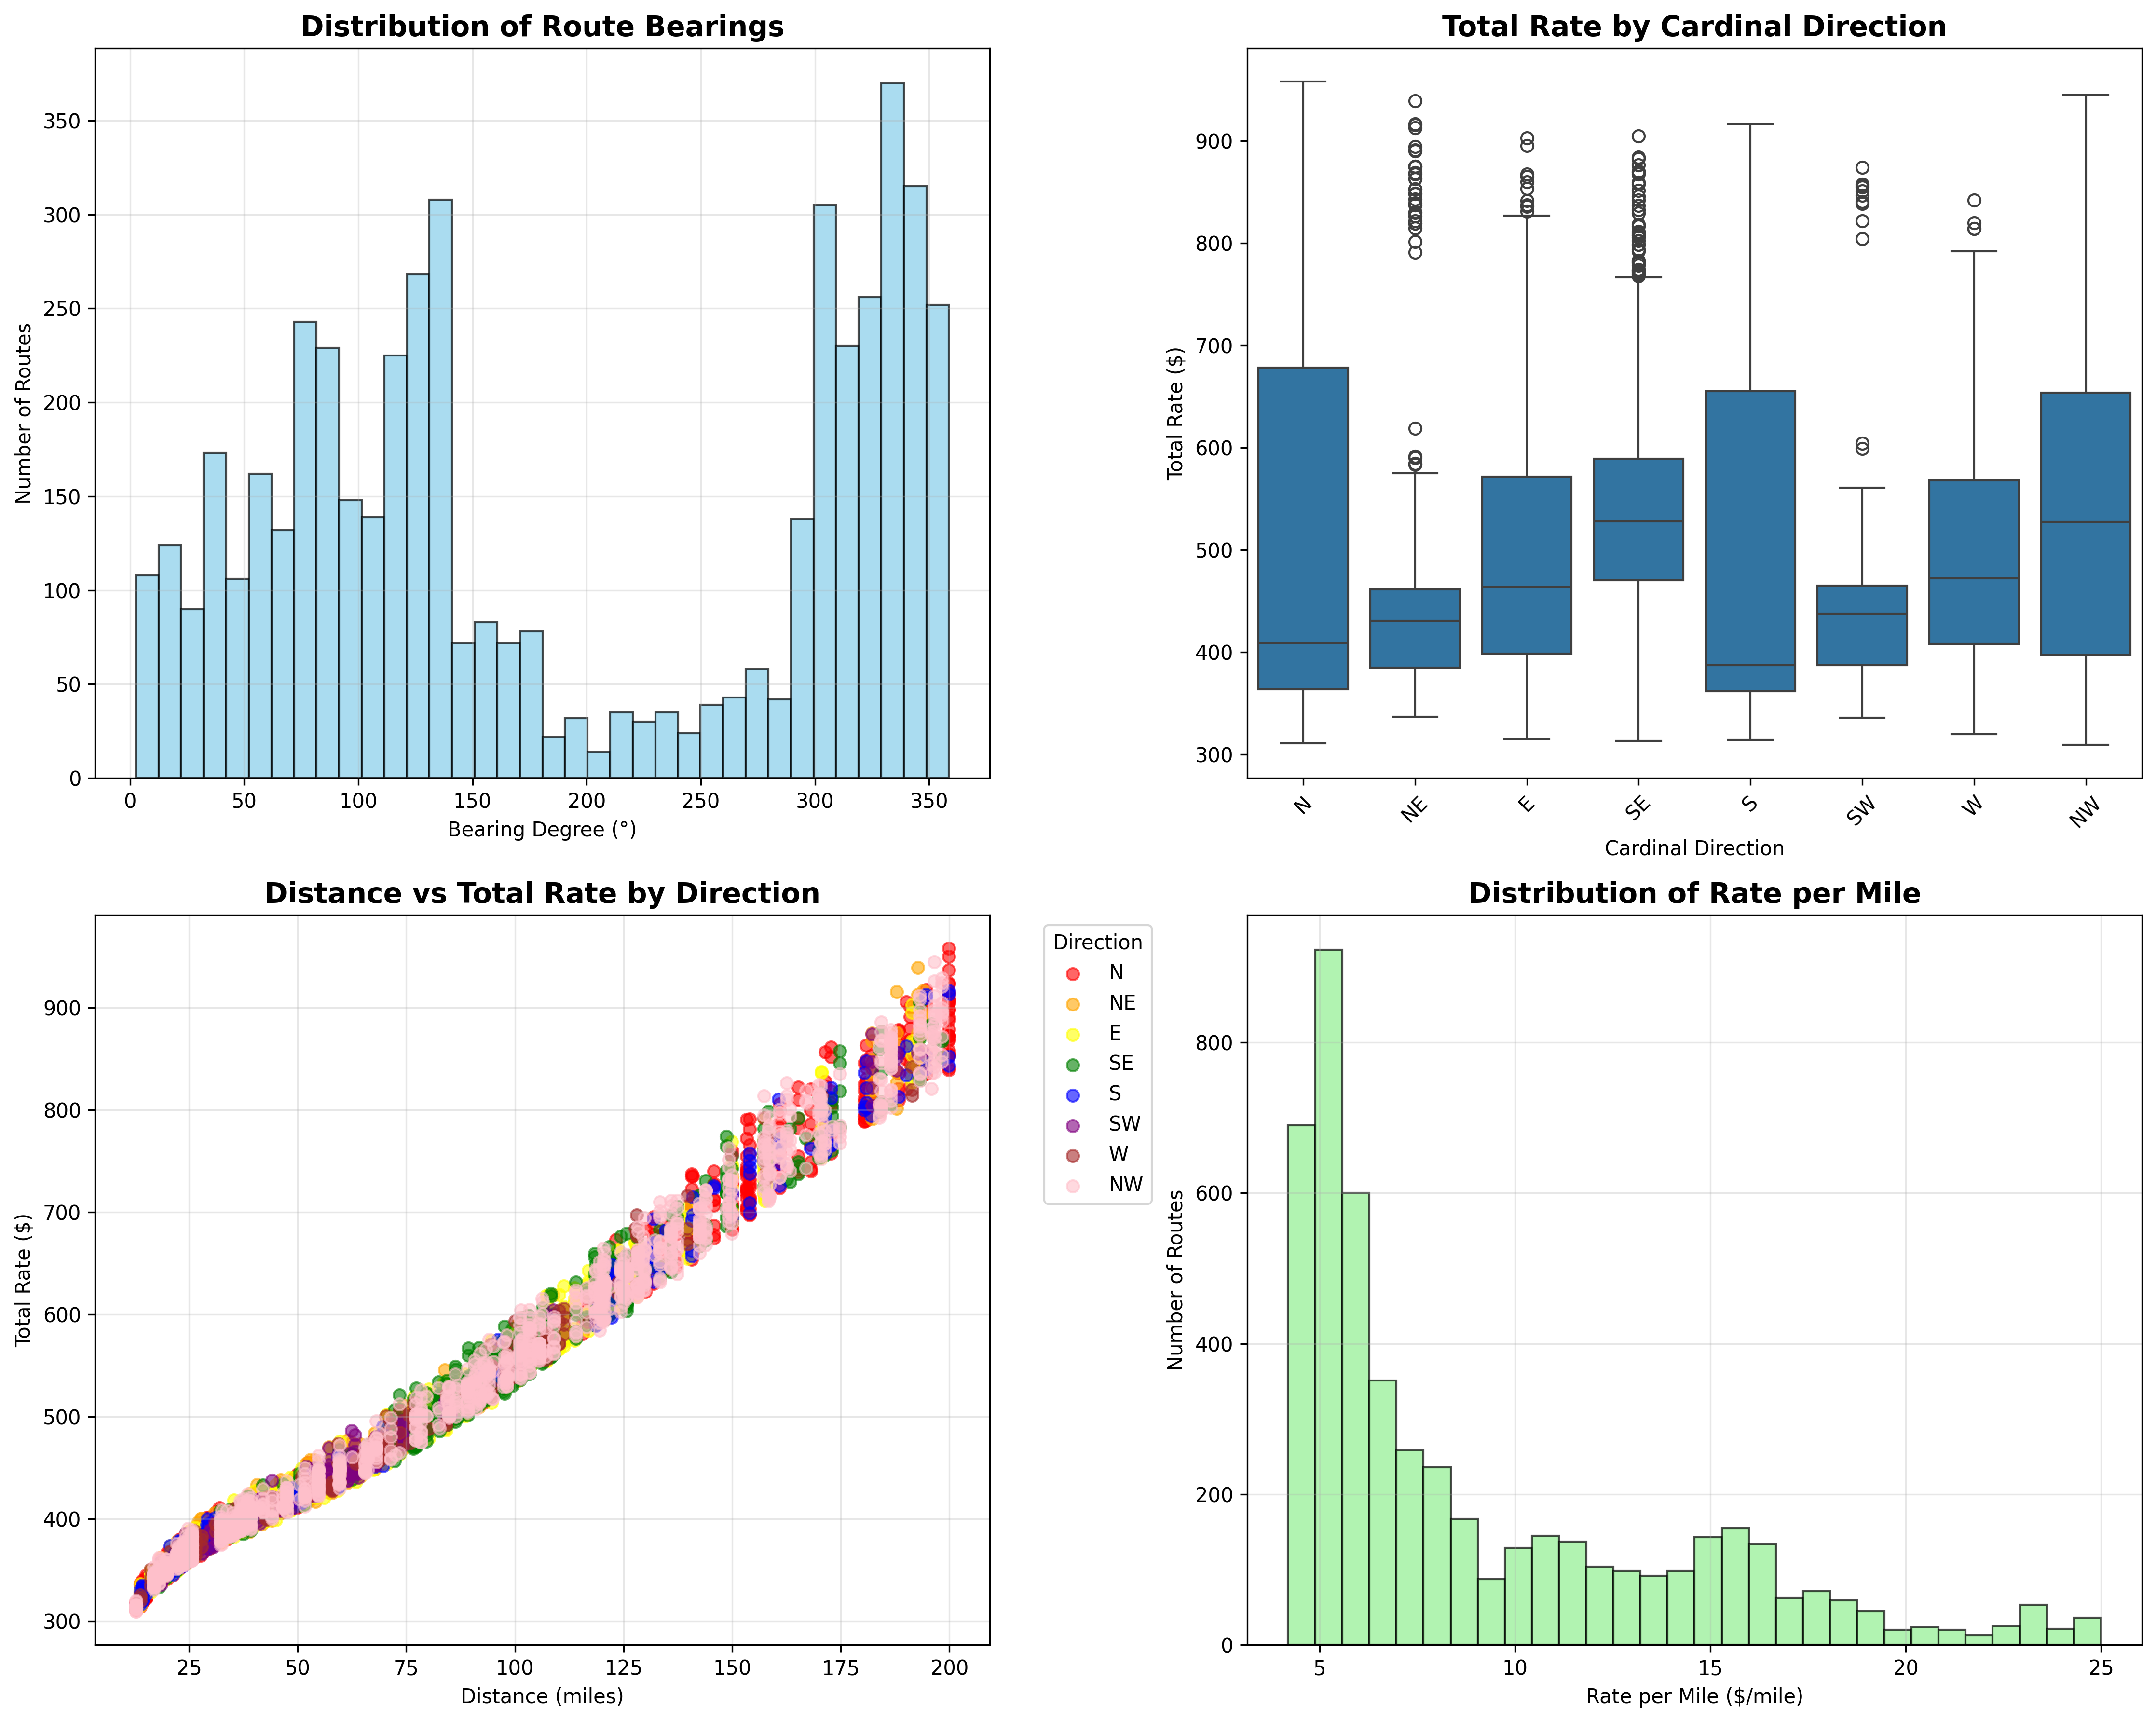 Distribution of Route Bearings
Number of Routes
350
300
250
200
150
100
50
0
0 50 100 150 200 250 300 350
Bearing Degree (°)
Total Rate by Cardinal Direction
Total Rate ($)
900
800
700
600
500
400
300
N NE E SE S SW W NW
Cardinal Direction
Distance vs Total Rate by Direction
Total Rate ($)
900
800
700
600
500
400
300
25 50 75 100 125 150 175 200
Distance (miles)
Direction
N
NE
E
SE
S
SW
W
NW
Distribution of Rate per Mile
Number of Routes
800
600
400
200
0
5 10 15 20 25
Rate per Mile ($/mile)